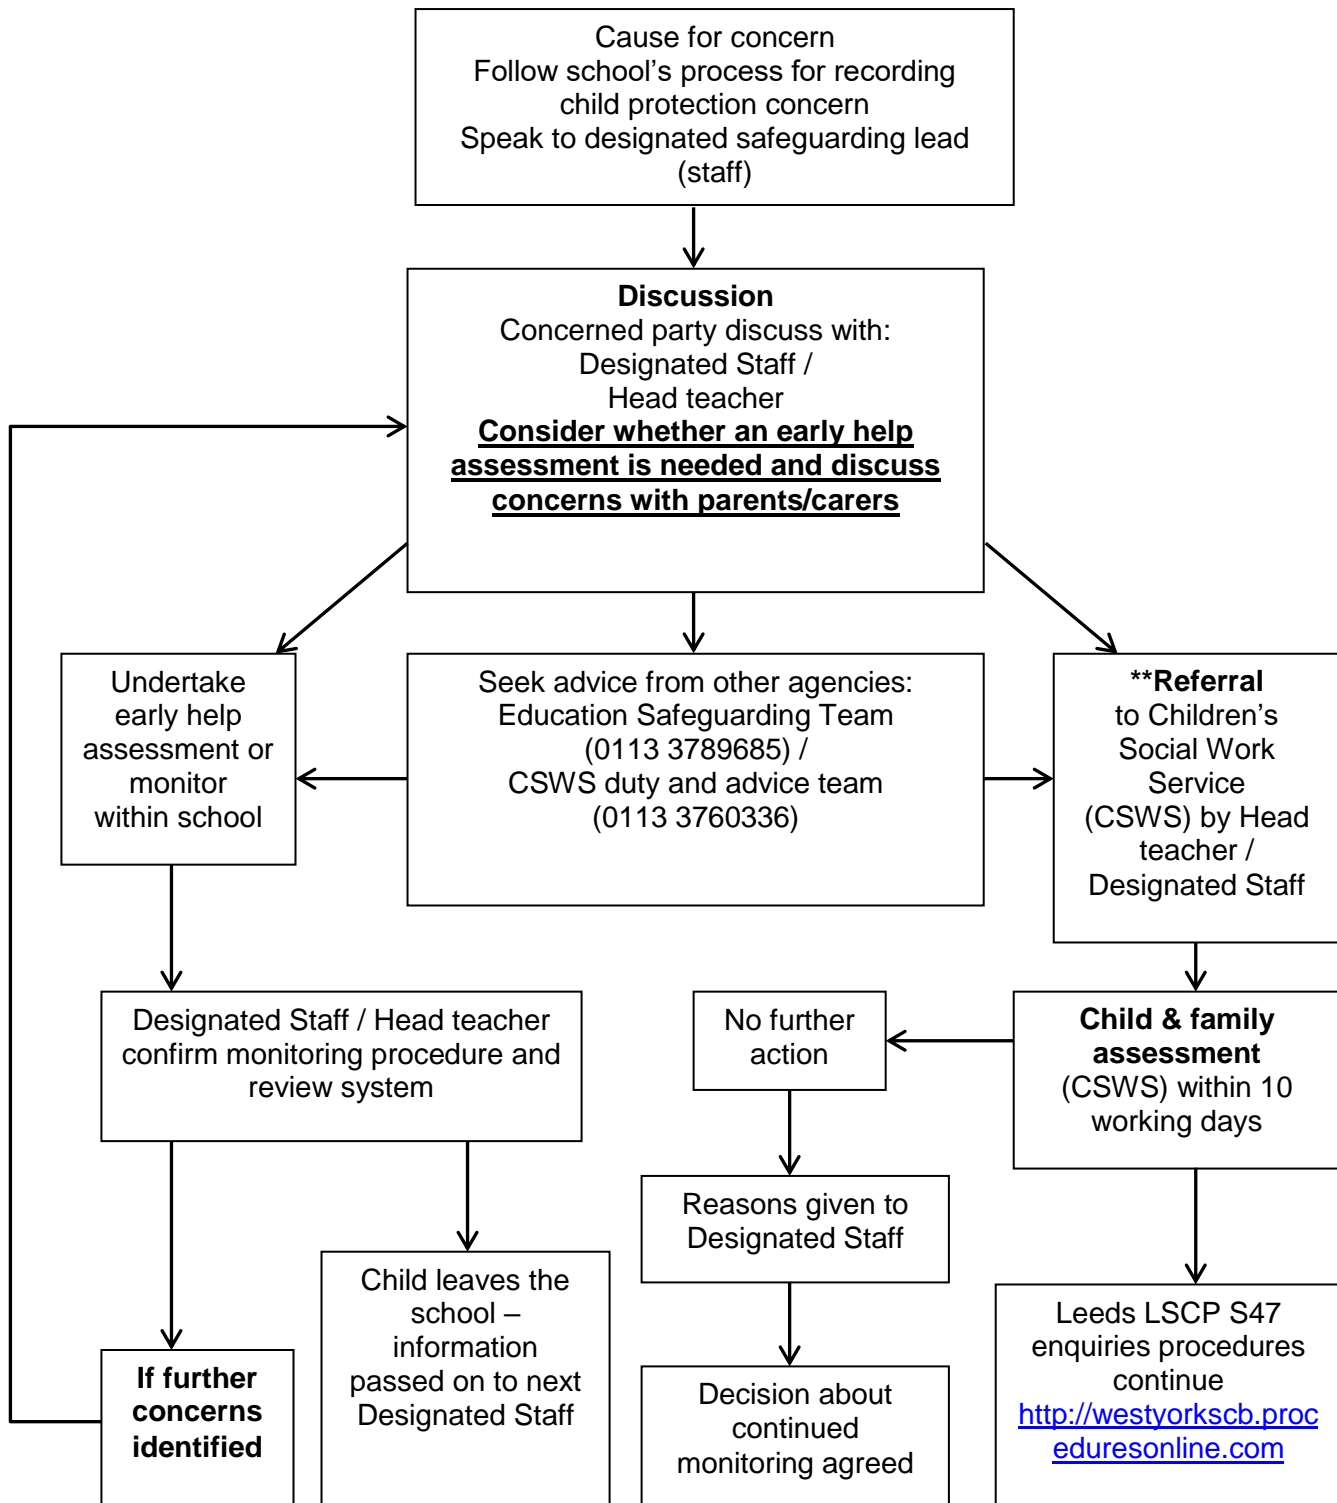 Cause for concern
Follow school's process for recording
child protection concern
Speak to designated safeguarding lead
(staff)
Discussion
Concerned party discuss with:
Designated Staff /
Head teacher
Consider whether an early help
assessment is needed and discuss
concerns with parents/carers
Undertake
early help
assessment or
monitor
within school
Seek advice from other agencies:
Education Safeguarding Team
(0113 3789685) /
CSWS duty and advice team
(0113 3760336)
**Referral
to Children's
Social Work
Service
(CSWS) by Head
teacher /
Designated Staff
Designated Staff / Head teacher
confirm monitoring procedure and
review system
No further
action
Child & family
assessment
(CSWS) within 10
working days
Reasons given to
Designated Staff
If further
concerns
identified
Child leaves the
school –
information
passed on to next
Designated Staff
Decision about
continued
monitoring agreed
Leeds LSCP S47
enquiries procedures
continue
http://westyorkscb.proc
eduresonline.com